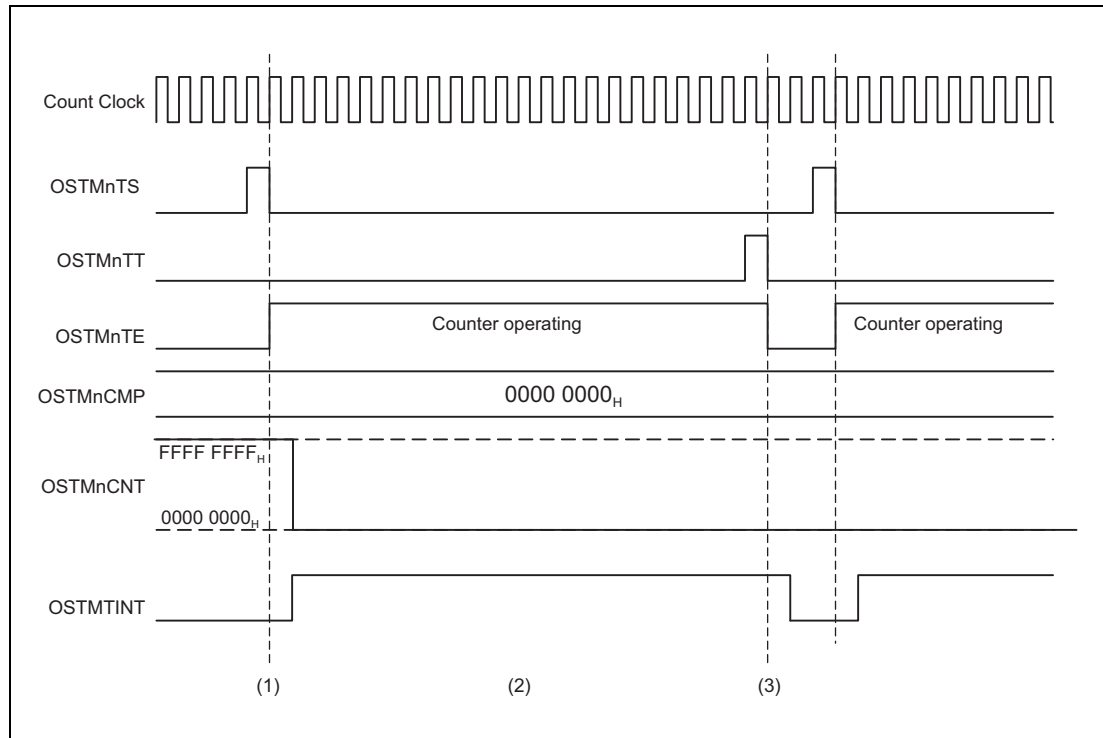 Count Clock
OSTMnTS
OSTMnTT
OSTMnTE
Counter operating
Counter operating
OSTMnCMP
0000 0000H
FFFF FFFFH
OSTMnCNT
0000 0000H
OSTMTINT
(1)
(2)
(3)